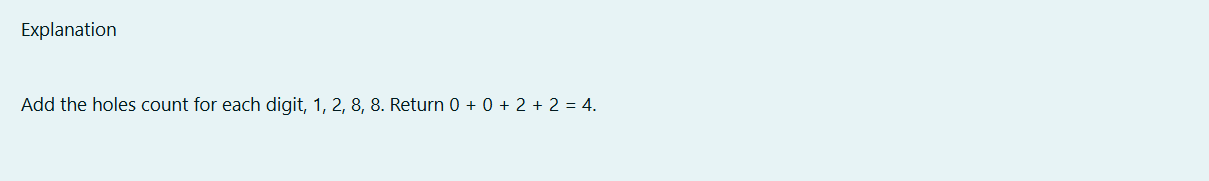 Explanation
Add the holes count for each digit, 1, 2, 8, 8. Return 0 + 0 + 2 + 2 = 4.